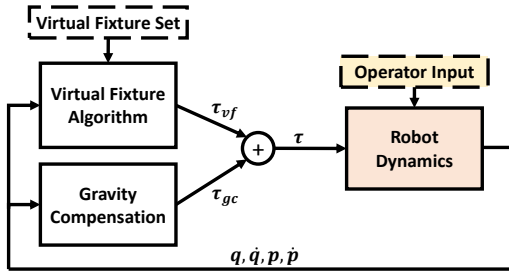 Virtual Fixture Set
Operator Input
Virtual Fixture
Algorithm
τ_vf
+
τ
Robot
Dynamics
Gravity
Compensation
τ_gc
q, q̇, p, ṗ